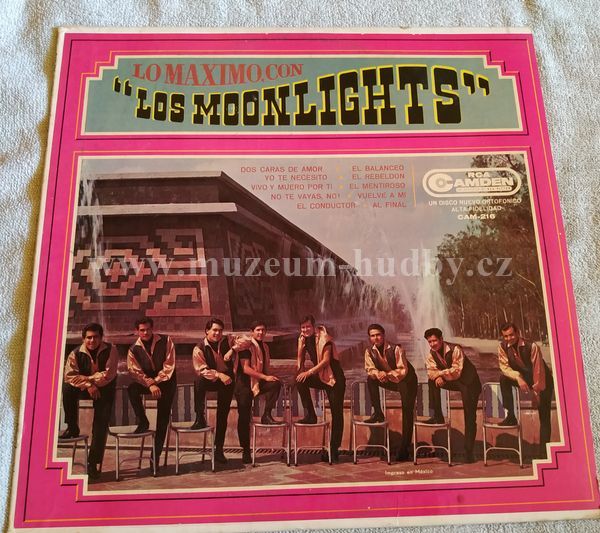 LO MAXIMO CON
"LOS MOONLIGHTS"
DOS CARAS DE AMOR · EL BALANCEO
YO TE NECESITO · EL REBELDON
VIVO Y MUERO POR TI · EL MENTIROSO
NO TE VAYAS, NO! · VUELVE A MI
EL CONDUCTOR · AL FINAL
RCA
CAMDEN
UN DISCO NUEVO ORTOFONICO
ALTA FIDELIDAD
CAM-216
www.muzeum-hudby.cz
Impreso en México